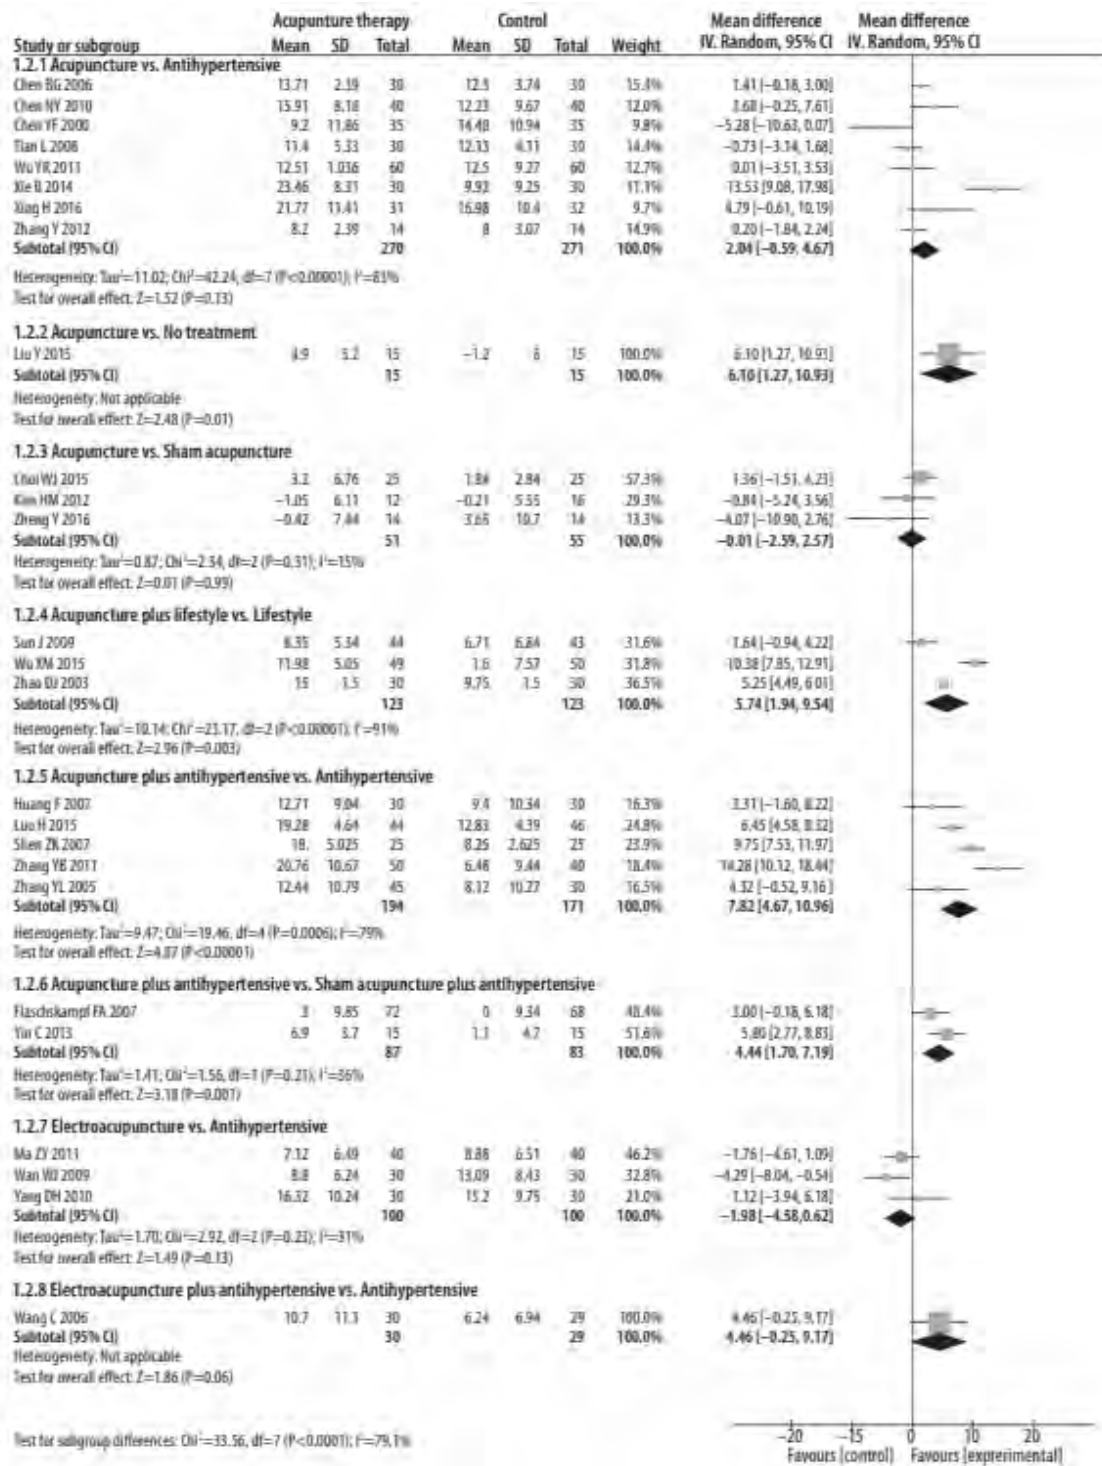 Acupunture therapy Control Mean difference Mean difference
Study or subgroup Mean SD Total Mean SD Total Weight IV. Random, 95% CI IV. Random, 95% CI
1.2.1 Acupuncture vs. Antihypertensive
Chen BG 2006 13.71 2.39 30 12.5 3.74 30 15.4% 1.41 [−0.18, 3.00]
Chen NY 2010 15.91 8.18 40 12.23 9.67 40 12.0% 3.68 [−0.25, 7.61]
Chen YF 2000 9.2 11.86 35 14.48 10.94 35 9.8% −5.28 [−10.63, 0.07]
Tian L 2008 11.4 5.33 30 12.13 4.11 30 14.4% −0.73 [−3.14, 1.68]
Wu YR 2011 12.51 1.036 60 12.5 9.27 60 12.7% 0.01 [−3.51, 3.53]
23.46 8.31 30 9.93 9.25 30 11.1% 13.53 [9.08, 17.98]
21.77 11.41 31 16.98 10.4 32 9.7% 4.79 [−0.61, 10.19]
Zhang Y 2012 8.2 2.39 14 8 3.07 14 14.9% 0.20 [−1.84, 2.24]
Subtotal (95% CI) 270 271 100.0% 2.04 [−0.59, 4.67]
Heterogeneity: Tau²=11.02; Chi²=42.24, df=7 (P<0.00001); I²=83%
Test for overall effect: Z=1.52 (P=0.13)
1.2.2 Acupuncture vs. No treatment
Liu Y 2015 4.9 15 −1.2 15 100.0% 6.10 [1.27, 10.93]
Subtotal (95% CI) 15 15 100.0% 6.10 [1.27, 10.93]
Heterogeneity: Not applicable
Test for overall effect: Z=2.48 (P=0.01)
1.2.3 Acupuncture vs. Sham acupuncture
Choi WJ 2015 3.2 6.76 25 1.84 2.84 25 57.3% 1.36 [−1.51, 4.23]
Kim HM 2012 −1.05 6.11 12 −0.21 5.55 16 29.3% −0.84 [−5.24, 3.56]
Zheng Y 2016 −0.42 7.44 14 3.65 10.7 14 13.3% −4.07 [−10.90, 2.76]
Subtotal (95% CI) 51 55 100.0% −0.01 [−2.59, 2.57]
Heterogeneity: Tau²=0.87; Chi²=2.34, df=2 (P=0.31); I²=15%
Test for overall effect: Z=0.01 (P=0.99)
1.2.4 Acupuncture plus lifestyle vs. Lifestyle
Sun J 2009 8.35 5.34 44 6.71 6.84 43 31.6% 1.64 [−0.94, 4.22]
Wu XM 2015 11.98 5.05 49 1.6 7.57 50 31.8% 10.38 [7.85, 12.91]
Zhao DJ 2003 15 1.5 30 9.75 1.5 30 36.5% 5.25 [4.49, 6.01]
Subtotal (95% CI) 123 123 100.0% 5.74 [1.94, 9.54]
Heterogeneity: Tau²=10.14; Chi²=23.17, df=2 (P<0.00001); I²=91%
Test for overall effect: Z=2.96 (P=0.003)
1.2.5 Acupuncture plus antihypertensive vs. Antihypertensive
Huang F 2007 12.71 9.04 30 9.4 10.34 30 16.3% 3.31 [−1.60, 8.22]
Luo H 2015 19.28 4.64 44 12.83 4.39 46 24.8% 6.45 [4.58, 8.32]
Shen ZK 2007 18. 5.025 25 8.25 2.625 25 23.9% 9.75 [7.53, 11.97]
Zhang YB 2011 20.76 10.67 50 6.48 9.44 40 18.4% 14.28 [10.12, 18.44]
Zhang YL 2005 12.44 10.79 45 8.12 10.27 30 16.5% 4.32 [−0.52, 9.16]
Subtotal (95% CI) 194 171 100.0% 7.82 [4.67, 10.96]
Heterogeneity: Tau²=9.47; Chi²=19.46, df=4 (P=0.0006); I²=79%
Test for overall effect: Z=4.87 (P<0.00001)
1.2.6 Acupuncture plus antihypertensive vs. Sham acupuncture plus antihypertensive
Flaschskampf FA 2007 3 9.85 72 0 9.34 68 48.4% 3.00 [−0.18, 6.18]
Yin C 2013 6.9 3.7 15 1.1 4.7 15 51.6% 5.80 [2.77, 8.83]
Subtotal (95% CI) 87 83 100.0% 4.44 [1.70, 7.19]
Heterogeneity: Tau²=1.41; Chi²=1.56, df=1 (P=0.21); I²=36%
Test for overall effect: Z=3.18 (P=0.001)
1.2.7 Electroacupuncture vs. Antihypertensive
Ma ZY 2011 7.12 6.49 40 8.88 6.51 40 46.2% −1.76 [−4.61, 1.09]
Wan WJ 2009 8.8 6.24 30 13.09 8.43 30 32.8% −4.29 [−8.04, −0.54]
Yang DH 2010 16.32 10.24 30 15.2 9.75 30 21.0% 1.12 [−3.94, 6.18]
Subtotal (95% CI) 100 100 100.0% −1.98 [−4.58,0.62]
Heterogeneity: Tau²=1.70; Chi²=2.92, df=2 (P=0.23); I²=31%
Test for overall effect: Z=1.49 (P=0.13)
1.2.8 Electroacupuncture plus antihypertensive vs. Antihypertensive
Wang C 2006 10.7 11.3 30 6.24 6.94 29 100.0% 4.46 [−0.25, 9.17]
Subtotal (95% CI) 30 29 100.0% 4.46 [−0.25, 9.17]
Heterogeneity: Not applicable
Test for overall effect: Z=1.86 (P=0.06)
Test for subgroup differences: Chi²=33.56, df=7 (P<0.0001); I²=79.1%
−20 −15 0 10 20
Favours [control] Favours [exprerimental]